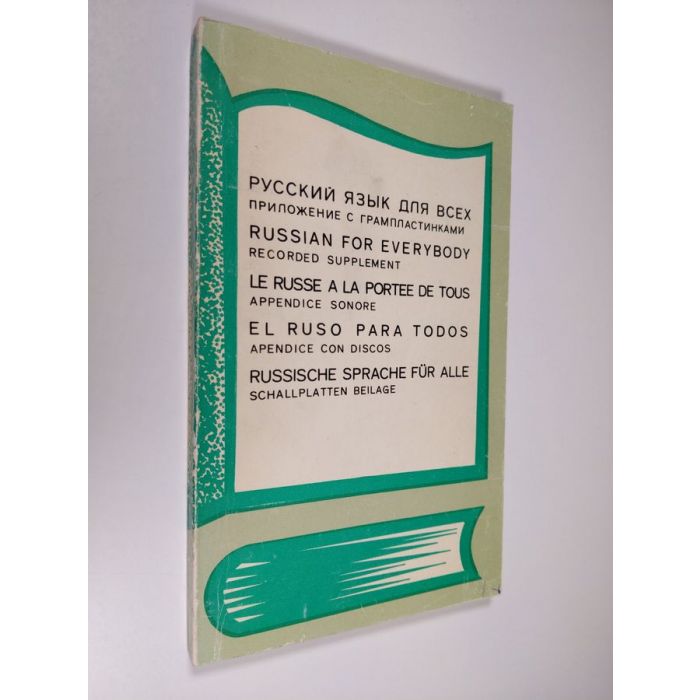 РУССКИЙ ЯЗЫК ДЛЯ ВСЕХ
ПРИЛОЖЕНИЕ С ГРАМПЛАСТИНКАМИ
RUSSIAN FOR EVERYBODY
RECORDED SUPPLEMENT
LE RUSSE A LA PORTEE DE TOUS
APPENDICE SONORE
EL RUSO PARA TODOS
APENDICE CON DISCOS
RUSSISCHE SPRACHE FÜR ALLE
SCHALLPLATTEN BEILAGE